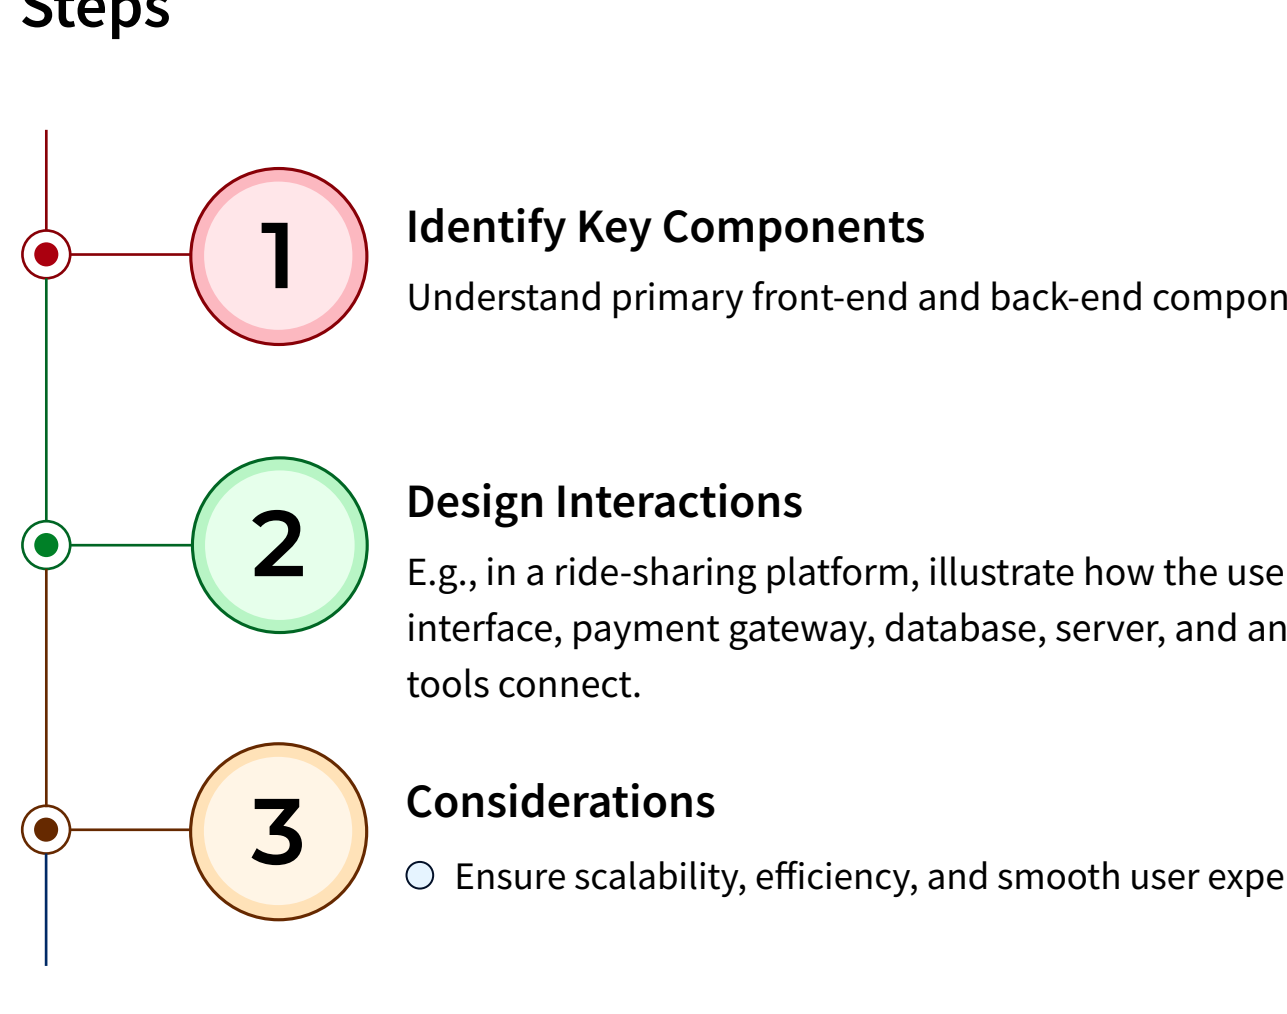 Steps
1
Identify Key Components
Understand primary front-end and back-end compon
2
Design Interactions
E.g., in a ride-sharing platform, illustrate how the use
interface, payment gateway, database, server, and an
tools connect.
3
Considerations
Ensure scalability, efficiency, and smooth user expe